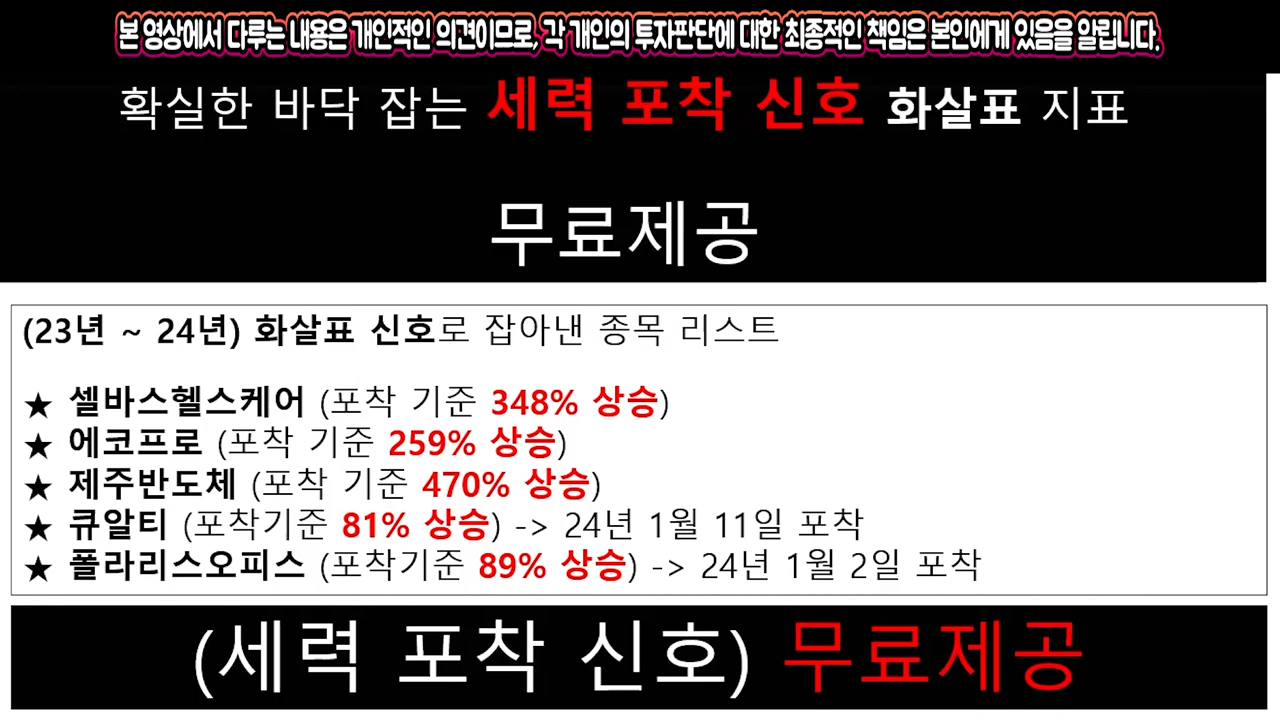 본 영상에서 다루는 내용은 개인적인 의견이므로, 각 개인의 투자판단에 대한 최종적인 책임은 본인에게 있음을 알립니다.
확실한 바닥 잡는 세력 포착 신호 화살표 지표
무료제공
(23년 ~ 24년) 화살표 신호로 잡아낸 종목 리스트
★ 셀바스헬스케어 (포착 기준 348% 상승)
★ 에코프로 (포착 기준 259% 상승)
★ 제주반도체 (포착 기준 470% 상승)
★ 큐알티 (포착기준 81% 상승) -> 24년 1월 11일 포착
★ 폴라리스오피스 (포착기준 89% 상승) -> 24년 1월 2일 포착
(세력 포착 신호) 무료제공